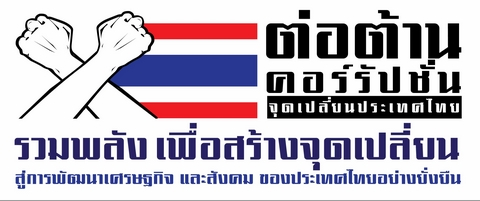 ต่อต้าน
คอร์รัปชั่น
จุดเปลี่ยนประเทศไทย
รวมพลัง เพื่อสร้างจุดเปลี่ยน
สู่การพัฒนาเศรษฐกิจ และสังคม ของประเทศไทยอย่างยั่งยืน